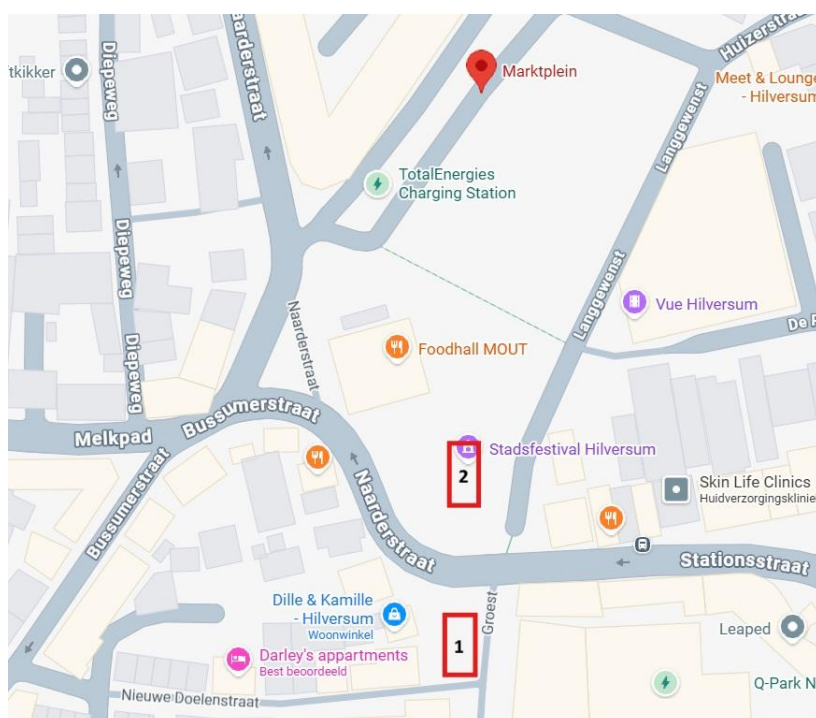 Naarderstraat
Huizerstraat
Diepeweg
tkikker
Marktplein
Meet & Lounge
- Hilversum
TotalEnergies
Charging Station
Langgewenst
Diepeweg
Vue Hilversum
Langgewenst
De R
Naarderstraat
Foodhall MOUT
Diepeweg
Bussumerstraat
Melkpad
Stadsfestival Hilversum
2
Bussumerstraat
Naarderstraat
Skin Life Clinics
Huidverzorgingsklinie
Stationsstraat
Dille & Kamille
- Hilversum
Woonwinkel
Groest
Leaped
1
Darley's appartments
Best beoordeeld
Nieuwe Doelenstraat
Q-Park N